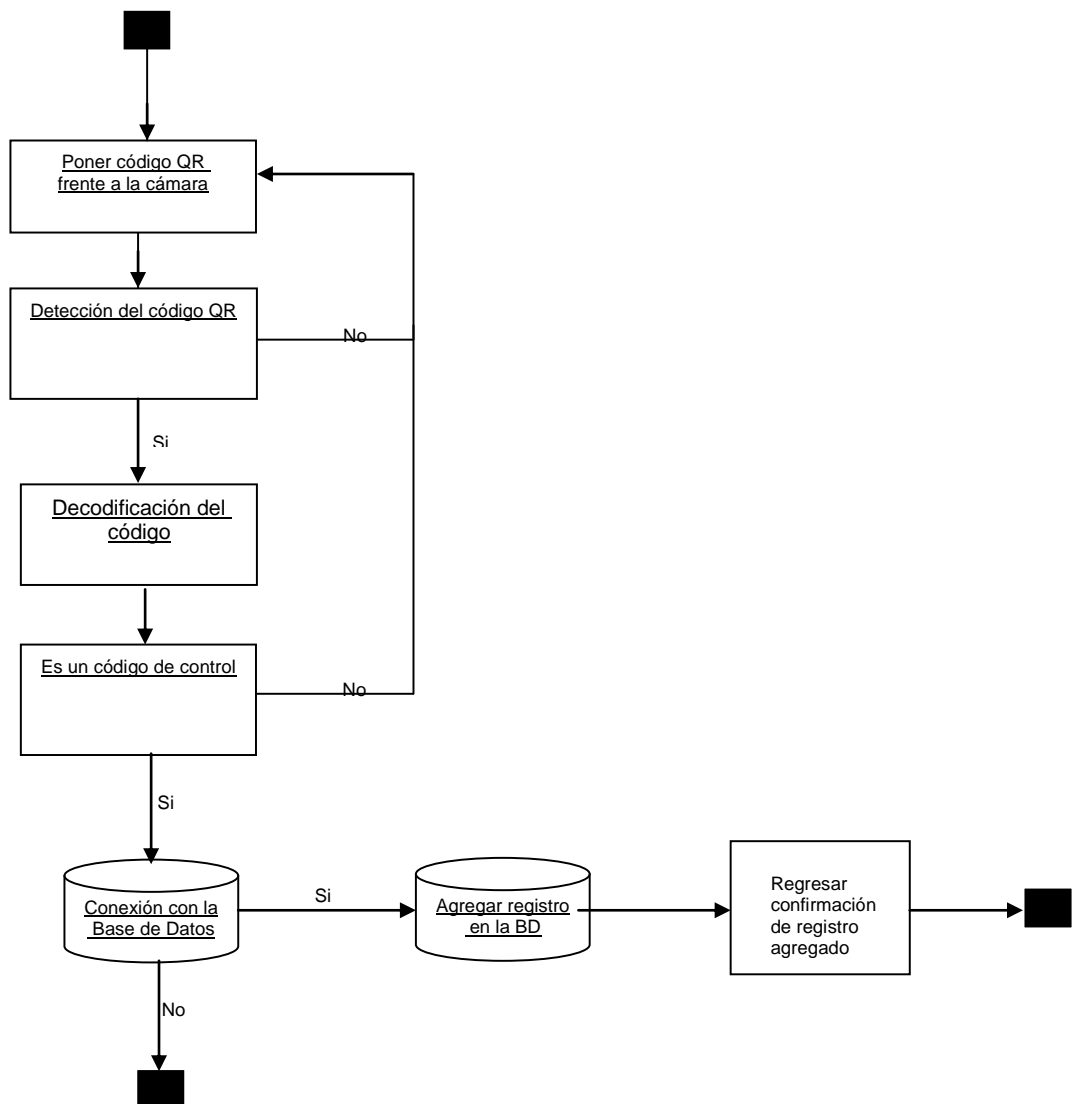 Poner código QR
frente a la cámara
Detección del código QR
No
Si
Decodificación del
código
Es un código de control
No
Si
Conexión con la
Base de Datos
Si
Agregar registro
en la BD
Regresar
confirmación
de registro
agregado
No